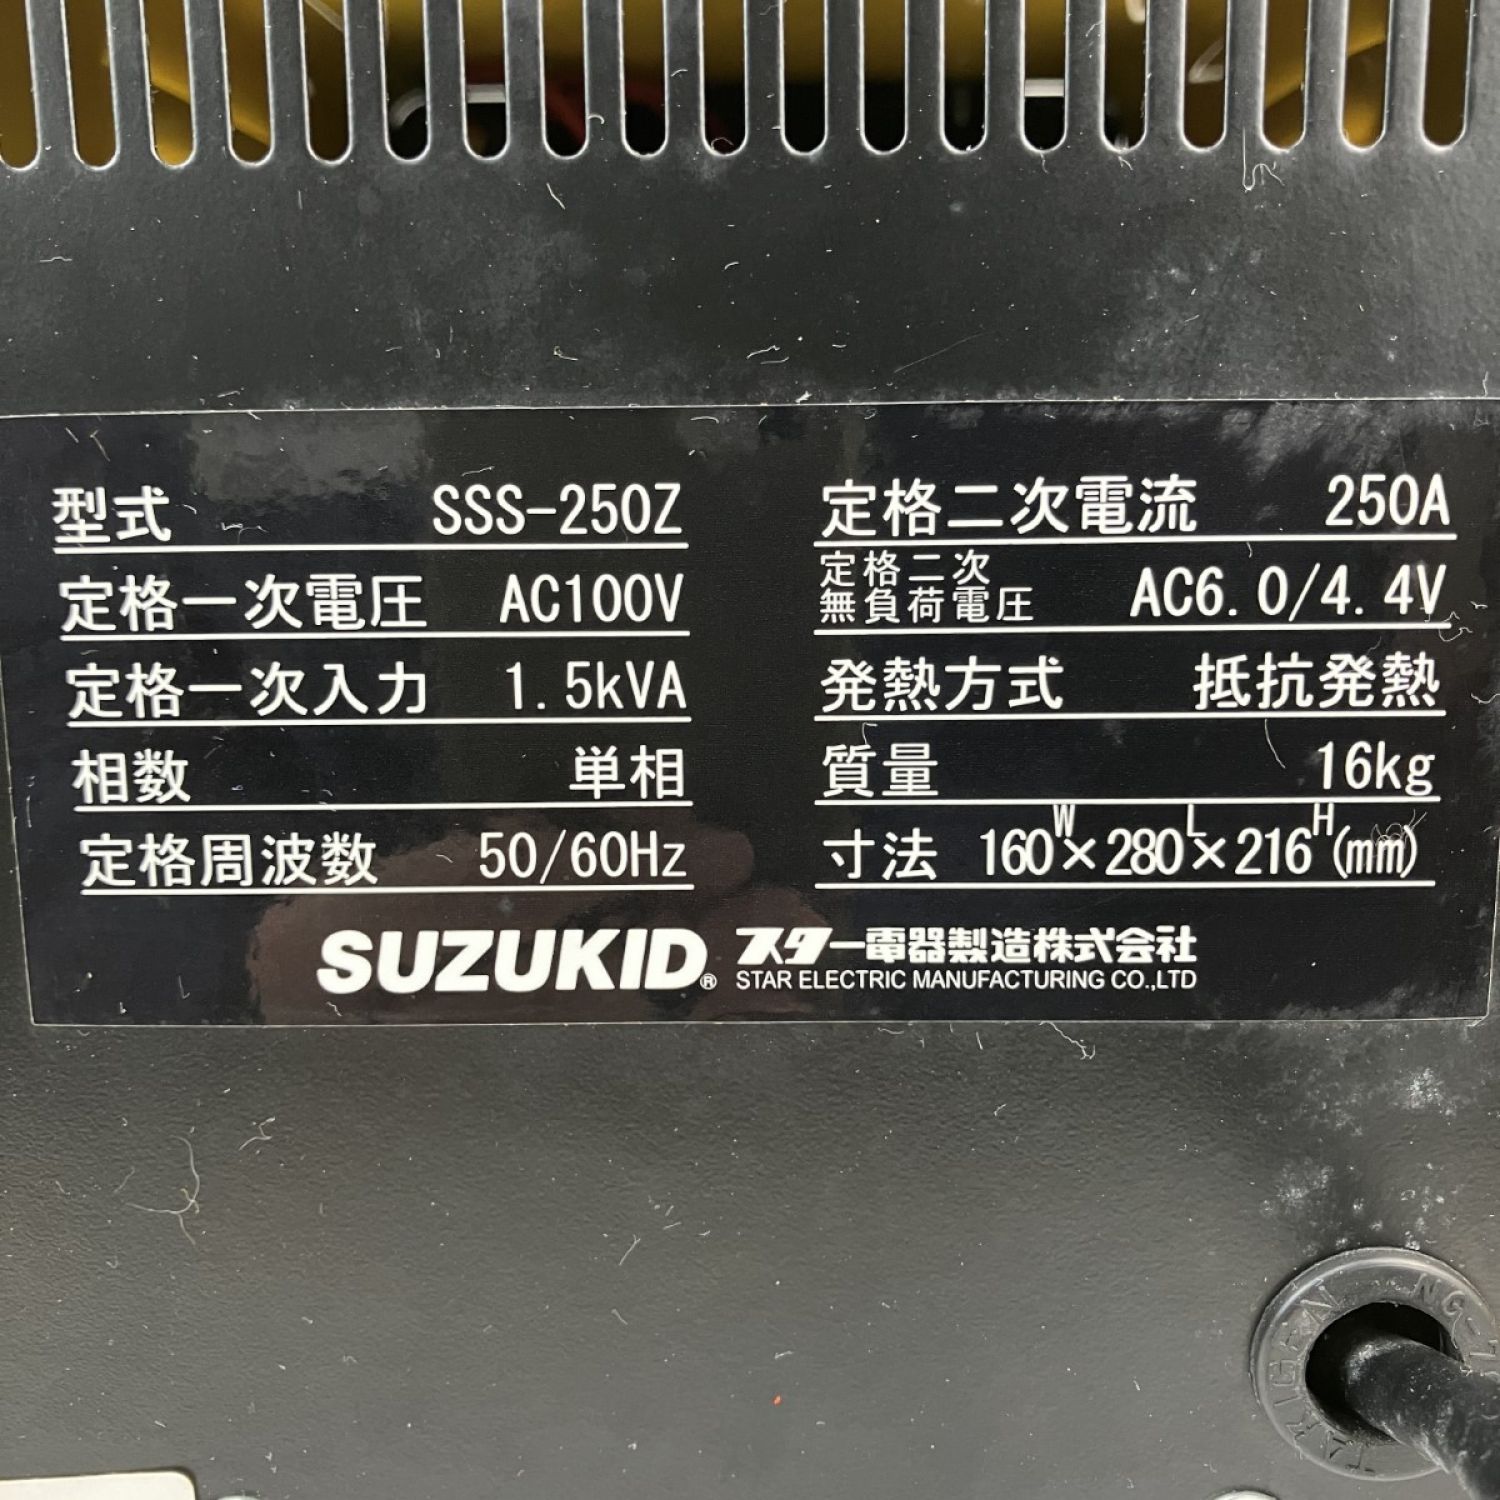 型式 SSS-250Z
定格一次電圧 AC100V
定格一次入力 1.5kVA
相数 単相
定格周波数 50/60Hz
定格二次電流 250A
定格二次
無負荷電圧 AC6.0/4.4V
発熱方式 抵抗発熱
質量 16kg
寸法 160W×280L×216H(mm)
SUZUKID® スター電器製造株式会社
STAR ELECTRIC MANUFACTURING CO.,LTD
TAKIGEN